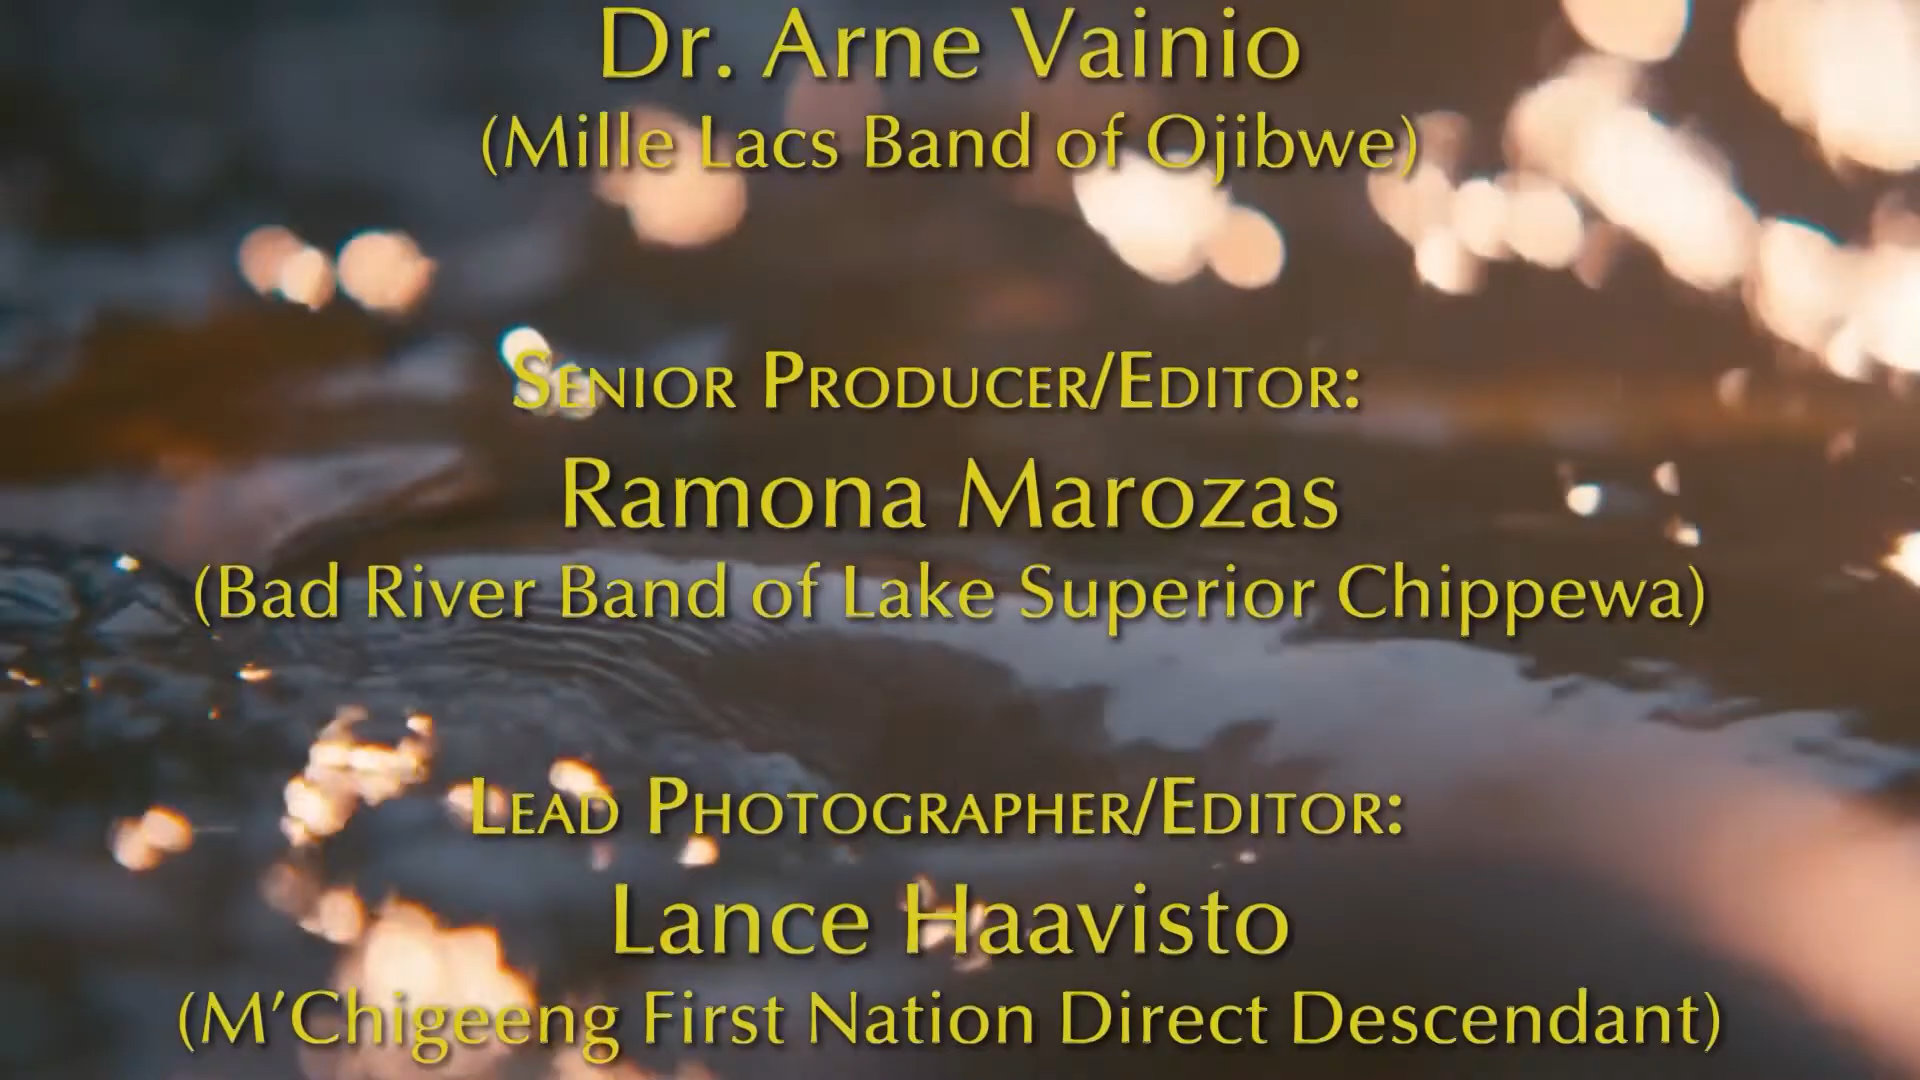 Dr. Arne Vainio
(Mille Lacs Band of Ojibwe)
Senior Producer/Editor:
Ramona Marozas
(Bad River Band of Lake Superior Chippewa)
Lead Photographer/Editor:
Lance Haavisto
(M’Chigeeng First Nation Direct Descendant)